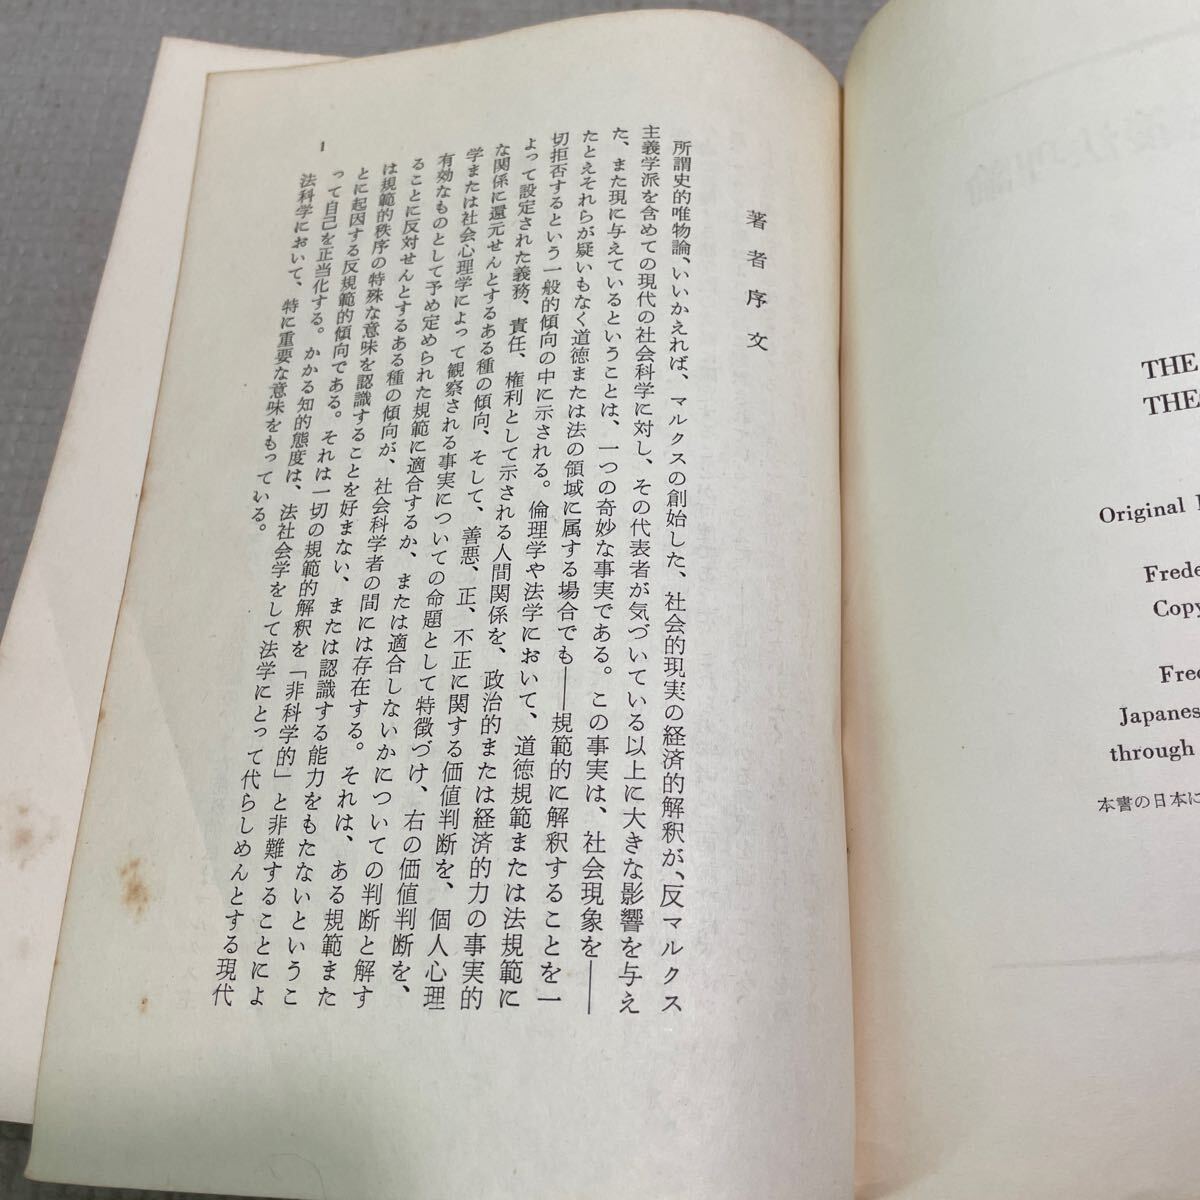 著者序文
所謂史的唯物論、いいかえれば、マルクスの創始した、社会的現実の経済的解釈が、反マルクス
主義学派を含めての現代の社会科学に対し、その代表者が気づいている以上に大きな影響を与え
た、また現に与えているということは、一つの奇妙な事実である。この事実は、社会現象を――
たとえそれらが疑いもなく道徳または法の領域に属する場合でも――規範的に解釈することを一
切拒否するという一般的傾向の中に示される。倫理学や法学において、道徳規範または法規範に
よって設定された義務、責任、権利として示される人間関係を、政治的または経済的力の事実的
な関係に還元せんとするある種の傾向、そして、善悪、正、不正に関する価値判断を、個人心理
学または社会心理学によって観察される事実についての命題として特徴づけ、右の価値判断を、
有効なものとして予め定められた規範に適合するか、または適合しないかについての判断と解す
ることに反対せんとするある種の傾向が、社会科学者の間には存在する。それは、ある規範また
は規範的秩序の特殊な意味を認識することを好まない、または認識する能力をもたないというこ
とに起因する反規範的傾向である。それは一切の規範的解釈を「非科学的」と非難することによ
って自己を正当化する。かかる知的態度は、法社会学をして法学にとって代らしめんとする現代
法科学において、特に重要な意味をもっている。
1
THE
Original
Copy
Japanes
through
本書の日本に